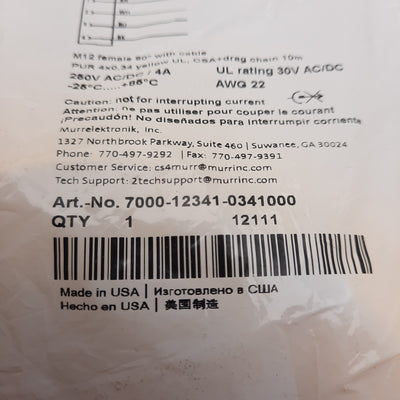 BN
WH
BU
BK
M12 female 90° with cable
PUR 4x0.34 yellow UL, CSA+drag chain 10m
250V AC/DC / 4A UL rating 30V AC/DC
-25°C.....+85°C AWG 22
Caution: not for interrupting current
Attention: ne pas utiliser pour couper le courant
¡Precaución! No diseñados para interrumpir corriente
Murrelektronik, Inc.
1327 Northbrook Parkway, Suite 460 | Suwanee, GA 30024
Phone: 770-497-9292 | Fax: 770-497-9391
Customer Service: cs4murr@murrinc.com
Tech Support: 2techsupport@murrinc.com
Art.-No. 7000-12341-0341000
QTY 1 12111
Made in USA | Изготовлено в США
Hecho en USA | 美国制造